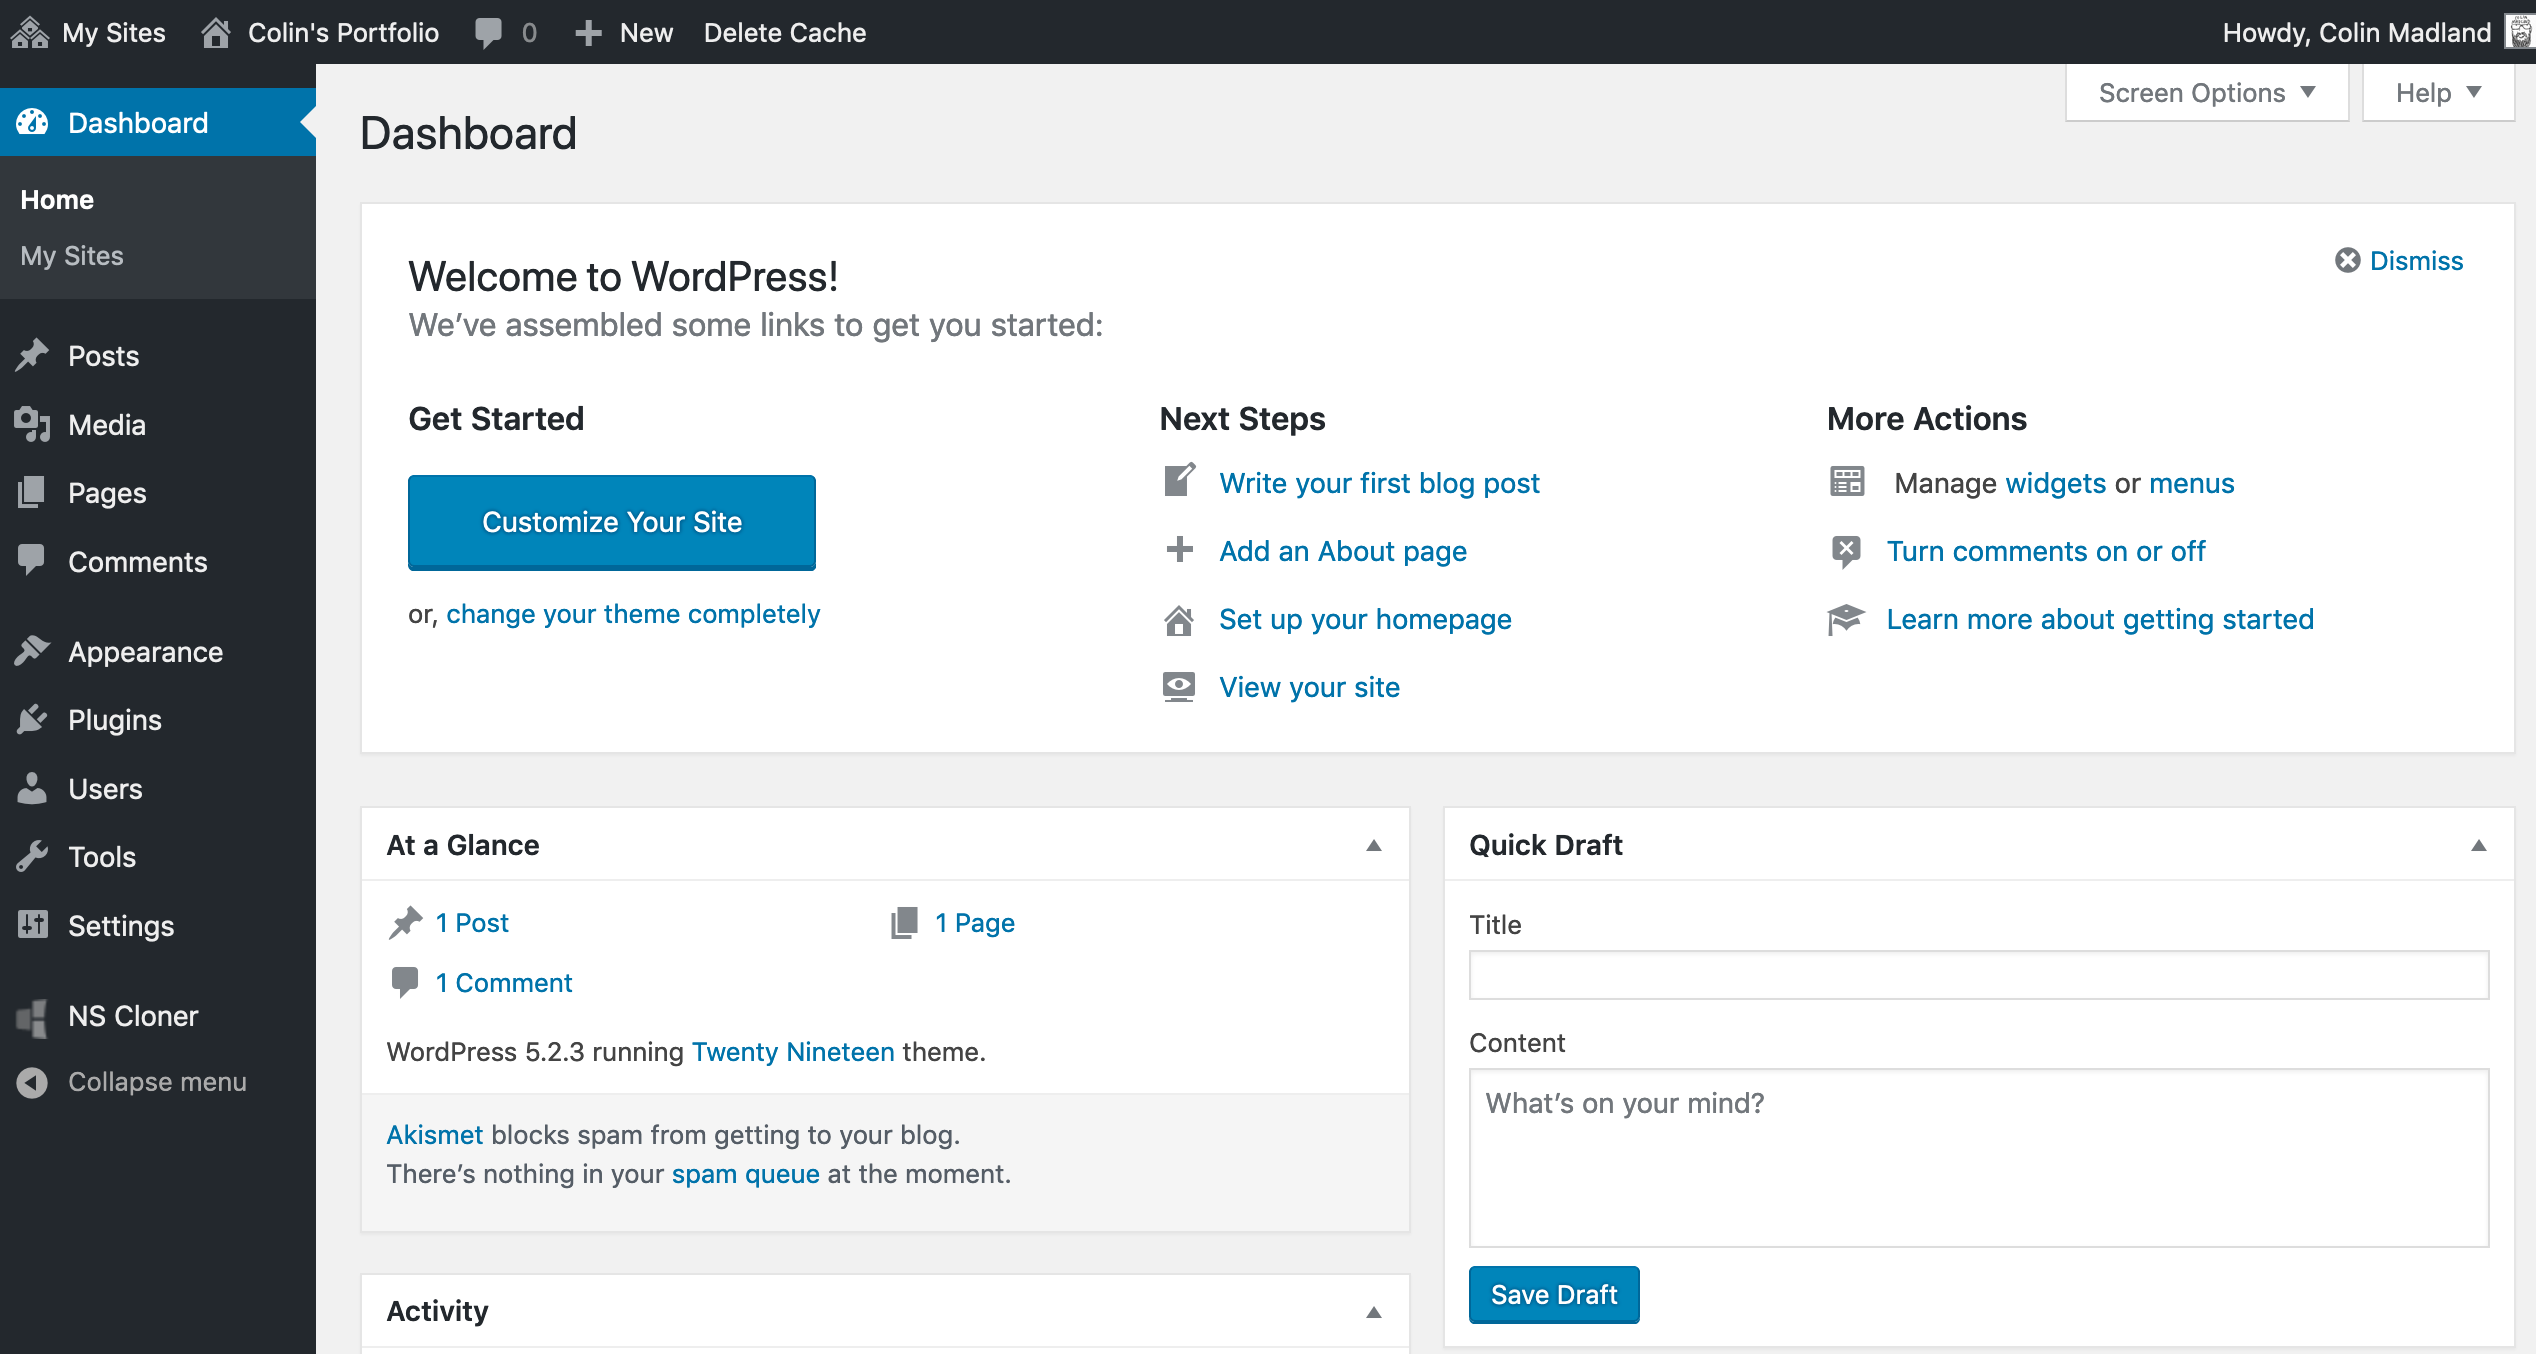 My Sites
Colin's Portfolio
0
New
Delete Cache
Howdy, Colin Madland
Dashboard
Home
My Sites
Posts
Media
Pages
Comments
Appearance
Plugins
Users
Tools
Settings
NS Cloner
Collapse menu
Screen Options
Help
Dashboard
Dismiss
Welcome to WordPress!
We’ve assembled some links to get you started:
Get Started
Customize Your Site
or, change your theme completely
Next Steps
Write your first blog post
Add an About page
Set up your homepage
View your site
More Actions
Manage widgets or menus
Turn comments on or off
Learn more about getting started
At a Glance
1 Post
1 Page
1 Comment
WordPress 5.2.3 running Twenty Nineteen theme.
Akismet blocks spam from getting to your blog.
There’s nothing in your spam queue at the moment.
Activity
Quick Draft
Title
Content
What’s on your mind?
Save Draft